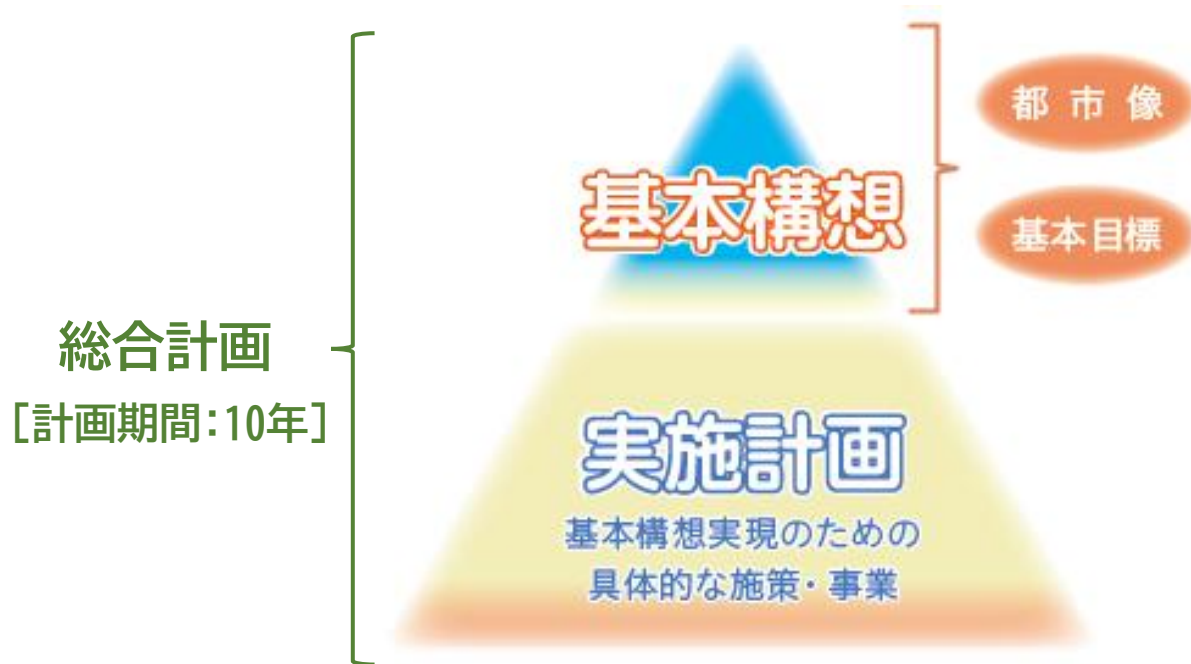 都市像
基本構想
基本目標
総合計画
[計画期間:10年]
実施計画
基本構想実現のための
具体的な施策・事業